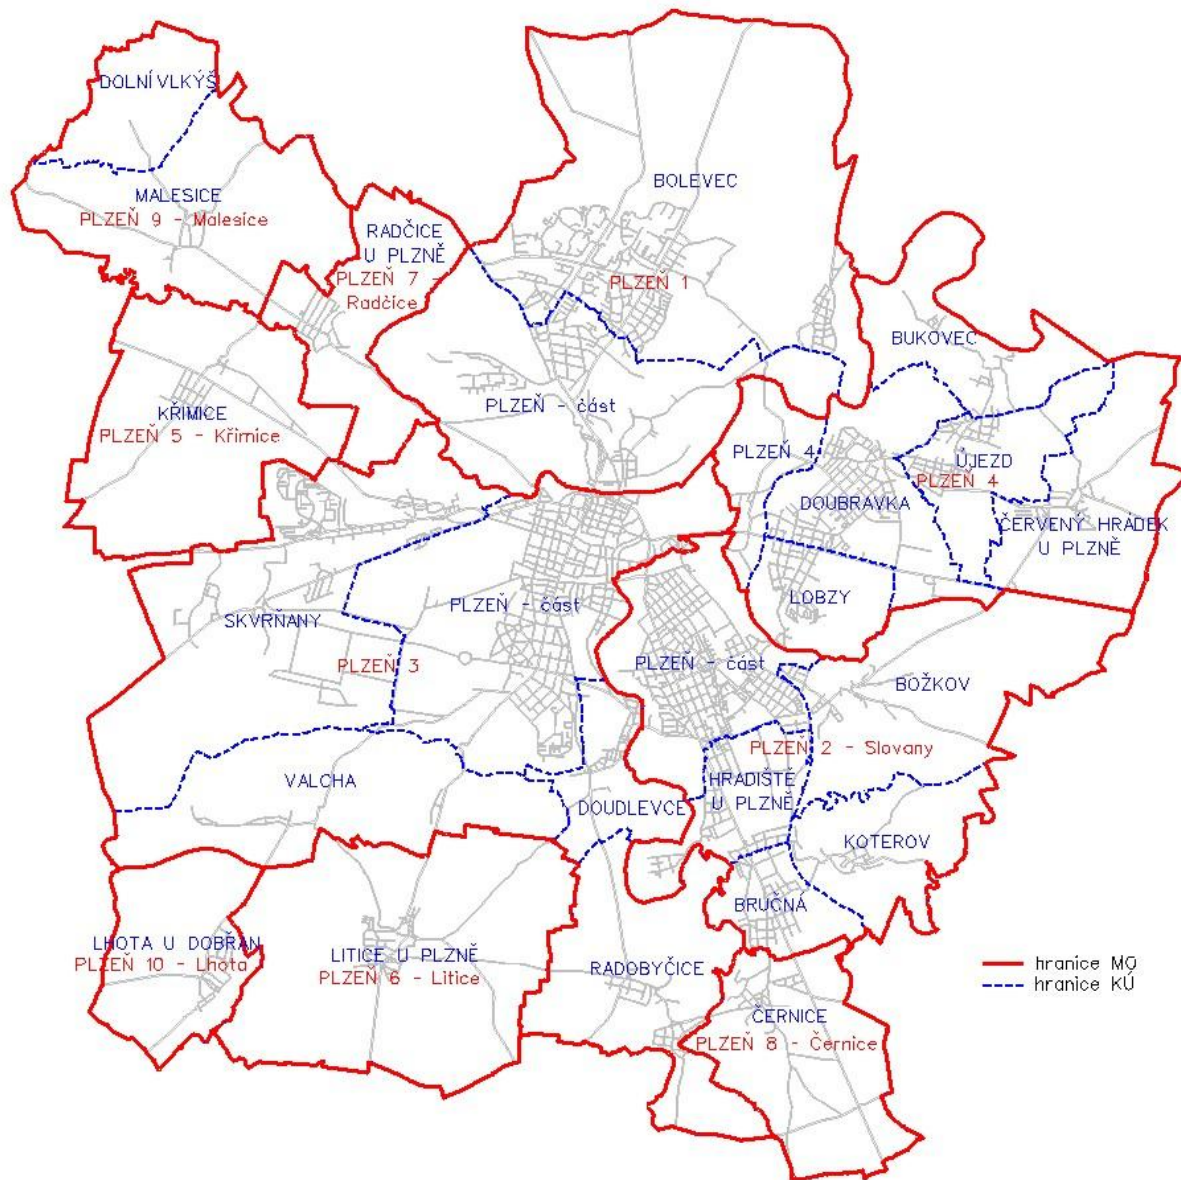 DOLNÍ VLKÝŠ
MALESICE
PLZEŇ 9 - Malesice
RADČICE
U PLZNĚ
PLZEŇ 7 -
Radčice
BOLEVEC
PLZEŇ 1
BUKOVEC
KŘIMICE
PLZEŇ 5 - Křimice
PLZEŇ - část
PLZEŇ 4
ÚJEZD
PLZEŇ 4
DOUBRAVKA
ČERVENÝ HRÁDEK
U PLZNĚ
SKVRŇANY
PLZEŇ - část
LOBZY
PLZEŇ 3
PLZEŇ - část
BOŽKOV
PLZEŇ 2 - Slovany
VALCHA
HRADIŠTĚ
U PLZNĚ
DOUDLEVCE
KOTEROV
BRUČNÁ
LHOTA U DOBŘAN
PLZEŇ 10 - Lhota
LITICE U PLZNĚ
PLZEŇ 6 - Litice
RADOBYČICE
ČERNICE
PLZEŇ 8 - Černice
hranice MO
hranice KÚ